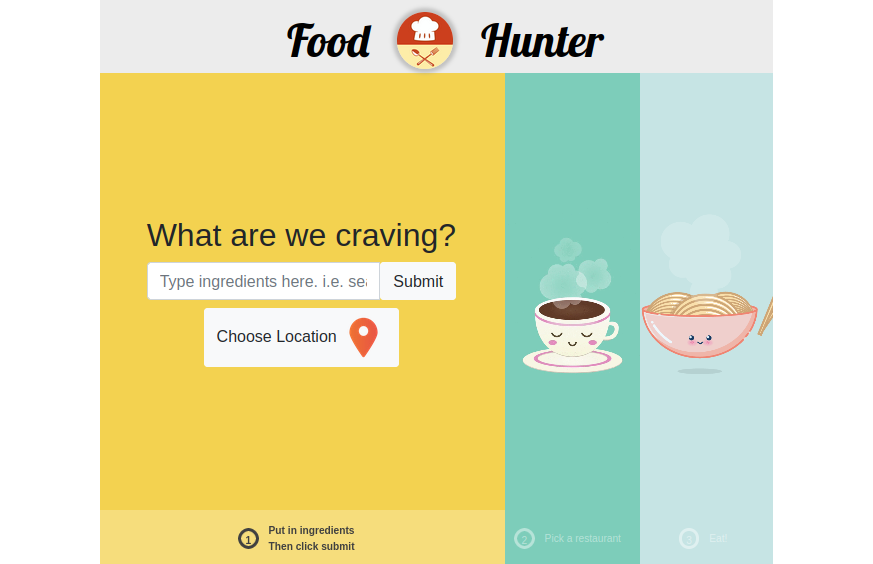 Food Hunter
What are we craving?
Type ingredients here. i.e. sea
Submit
Choose Location
1
Put in ingredients
Then click submit
2
Pick a restaurant
3
Eat!